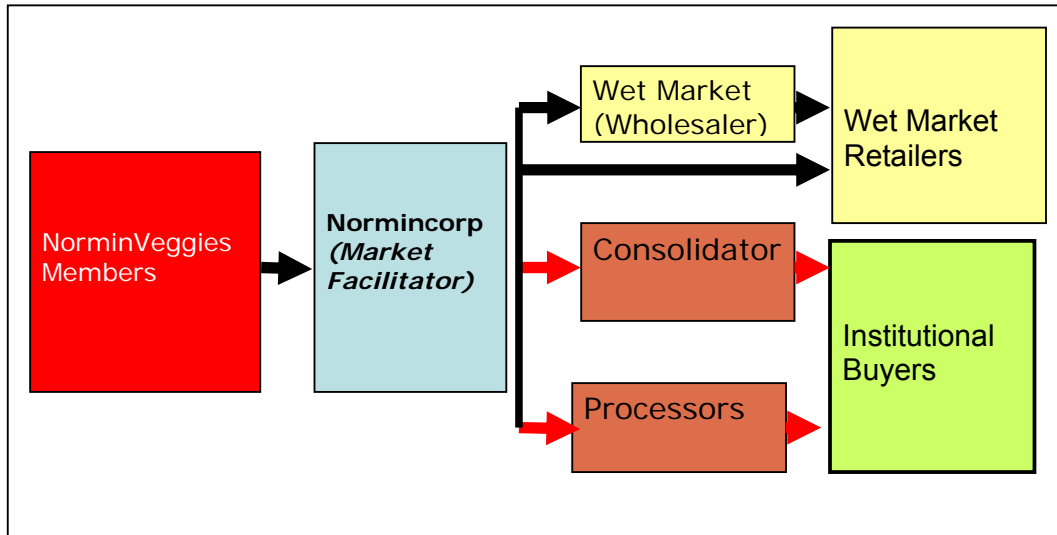 NorminVeggies
Members
Normincorp
(Market
Facilitator)
Wet Market
(Wholesaler)
Wet Market
Retailers
Consolidator
Processors
Institutional
Buyers